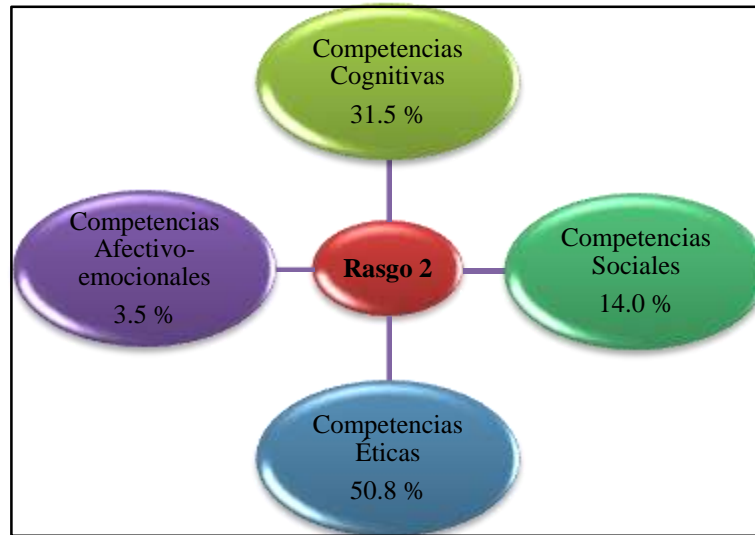 Competencias
Cognitivas
31.5 %
Competencias
Afectivo-
emocionales
3.5 %
Rasgo 2
Competencias
Sociales
14.0 %
Competencias
Éticas
50.8 %